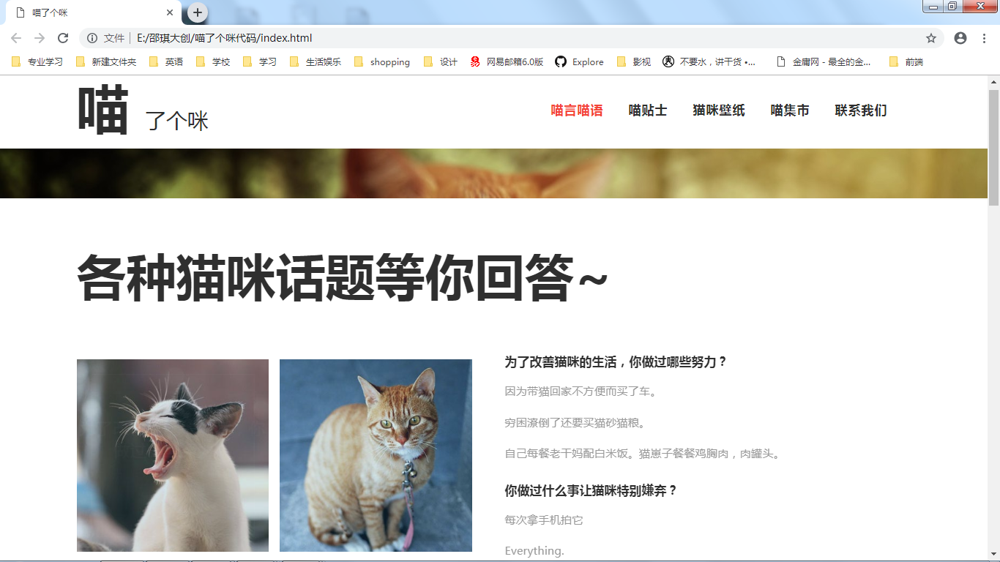 喵了个咪
文件 E:/邵琪大创/喵了个咪代码/index.html
专业学习 新建文件夹 英语 学校 学习 生活娱乐 shopping 设计 网易邮箱6.0版 Explore 影视 不要水，讲干货 •... 金庸网 - 最全的金... 前端
喵 了个咪
喵言喵语 喵贴士 猫咪壁纸 喵集市 联系我们
各种猫咪话题等你回答~
为了改善猫咪的生活，你做过哪些努力？
因为带猫回家不方便而买了车。
穷困潦倒了还要买猫砂猫粮。
自己每餐老干妈配白米饭。猫崽子餐餐鸡胸肉，肉罐头。
你做过什么事让猫咪特别嫌弃？
每次拿手机拍它
Everything.